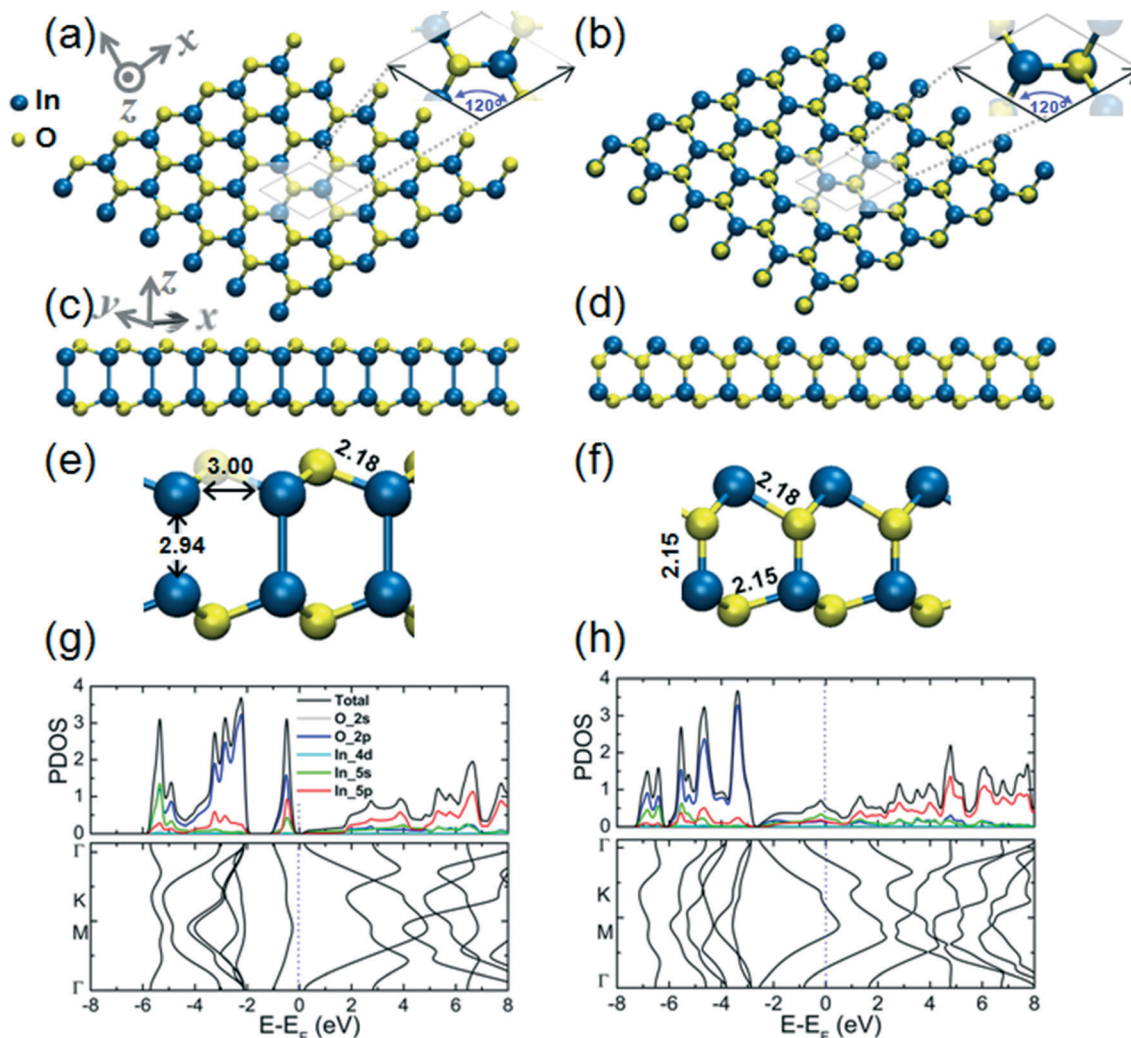 (a)
(b)
x
z
In
O
120°
120°
(c)
z
y
x
(d)
(e)
3.00
2.18
2.94
(f)
2.18
2.15
2.15
(g)
(h)
PDOS
4
3
2
1
0
Total
O_2s
O_2p
In_4d
In_5s
In_5p
Γ
K
M
Γ
-8 -6 -4 -2 0 2 4 6 8
E-E_F (eV)
PDOS
4
3
2
1
0
Γ
K
M
Γ
-8 -6 -4 -2 0 2 4 6 8
E-E_F (eV)